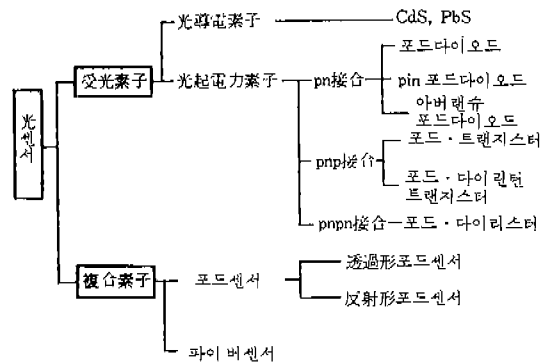 光센서
受光素子
光導電素子
CdS, PbS
光起電力素子
pn接合
포드다이오드
pin 포드다이오드
아버랜슈
포드다이오드
pnp接合
포드·트랜지스터
포드·다이린턴
트랜지스터
pnpn接合
포드·다이리스터
複合素子
포드센서
透過形포드센서
反射形포드센서
파이버센서